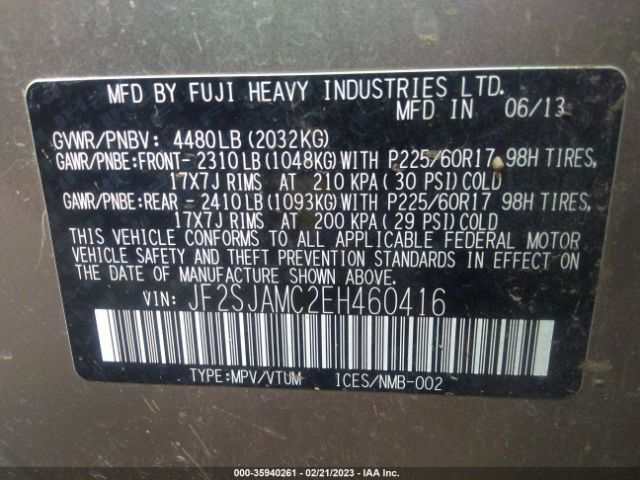 MFD BY FUJI HEAVY INDUSTRIES LTD.
MFD IN 06/13
GVWR/PNBV: 4480LB (2032KG)
GAWR/PNBE:FRONT- 2310LB (1048KG) WITH P225/60R17 98H TIRES,
17X7J RIMS AT 210 KPA (30 PSI) COLD
GAWR/PNBE:REAR - 2410LB (1093KG) WITH P225/60R17 98H TIRES,
17X7J RIMS AT 200 KPA (29 PSI) COLD
THIS VEHICLE CONFORMS TO ALL APPLICABLE FEDERAL MOTOR
VEHICLE SAFETY AND THEFT PREVENTION STANDARDS IN EFFECT ON
THE DATE OF MANUFACTURE SHOWN ABOVE.
VIN: JF2SJAMC2EH460416
TYPE:MPV/VTUM ICES/NMB-002
000-35940261 - 02/21/2023 - IAA Inc.